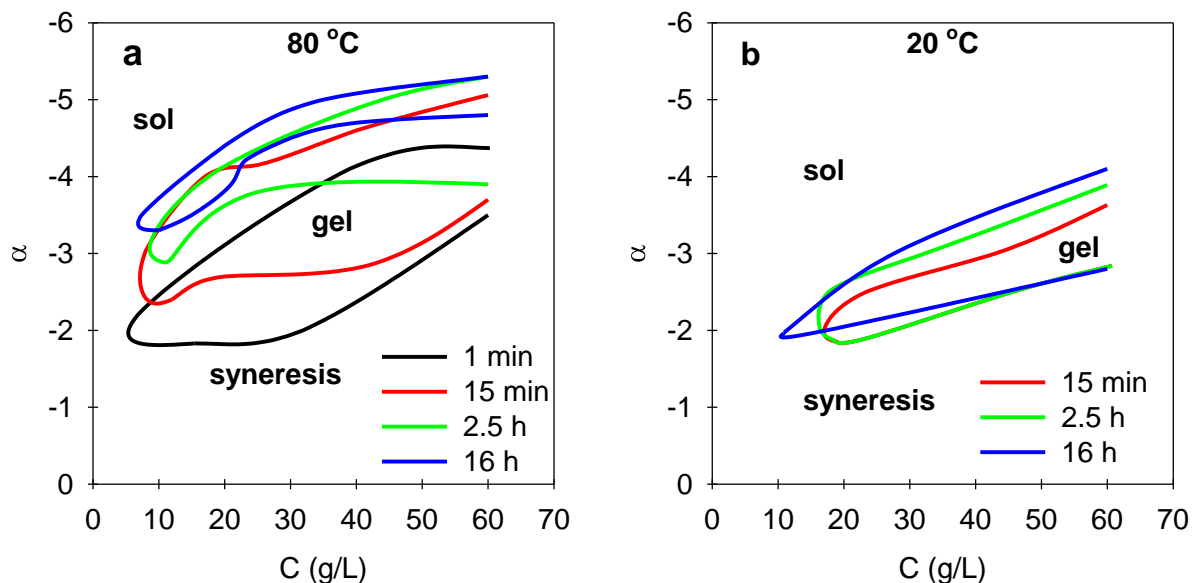 a
80 °C
-6
-5
-4
-3
-2
-1
0
α
sol
gel
syneresis
1 min
15 min
2.5 h
16 h
0 10 20 30 40 50 60 70
C (g/L)
b
20 °C
-6
-5
-4
-3
-2
-1
0
α
sol
gel
syneresis
15 min
2.5 h
16 h
0 10 20 30 40 50 60 70
C (g/L)